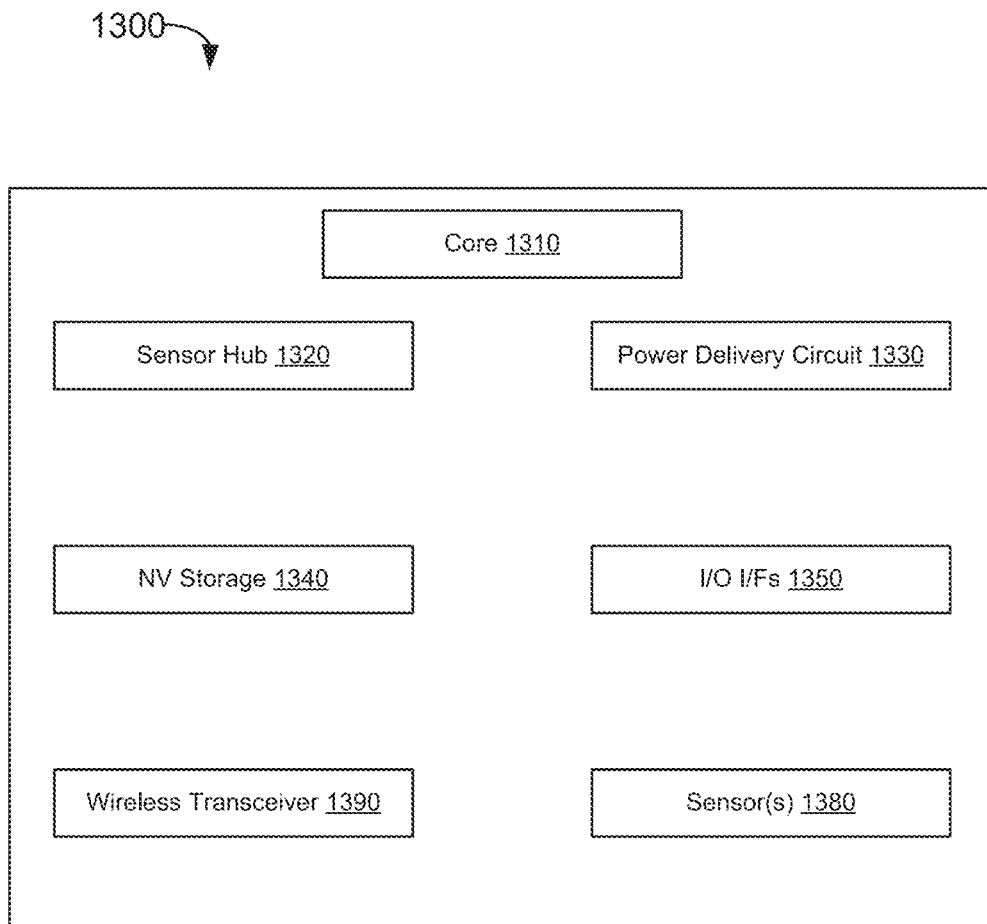 1300
Core 1310
Sensor Hub 1320
Power Delivery Circuit 1330
NV Storage 1340
I/O I/Fs 1350
Wireless Transceiver 1390
Sensor(s) 1380